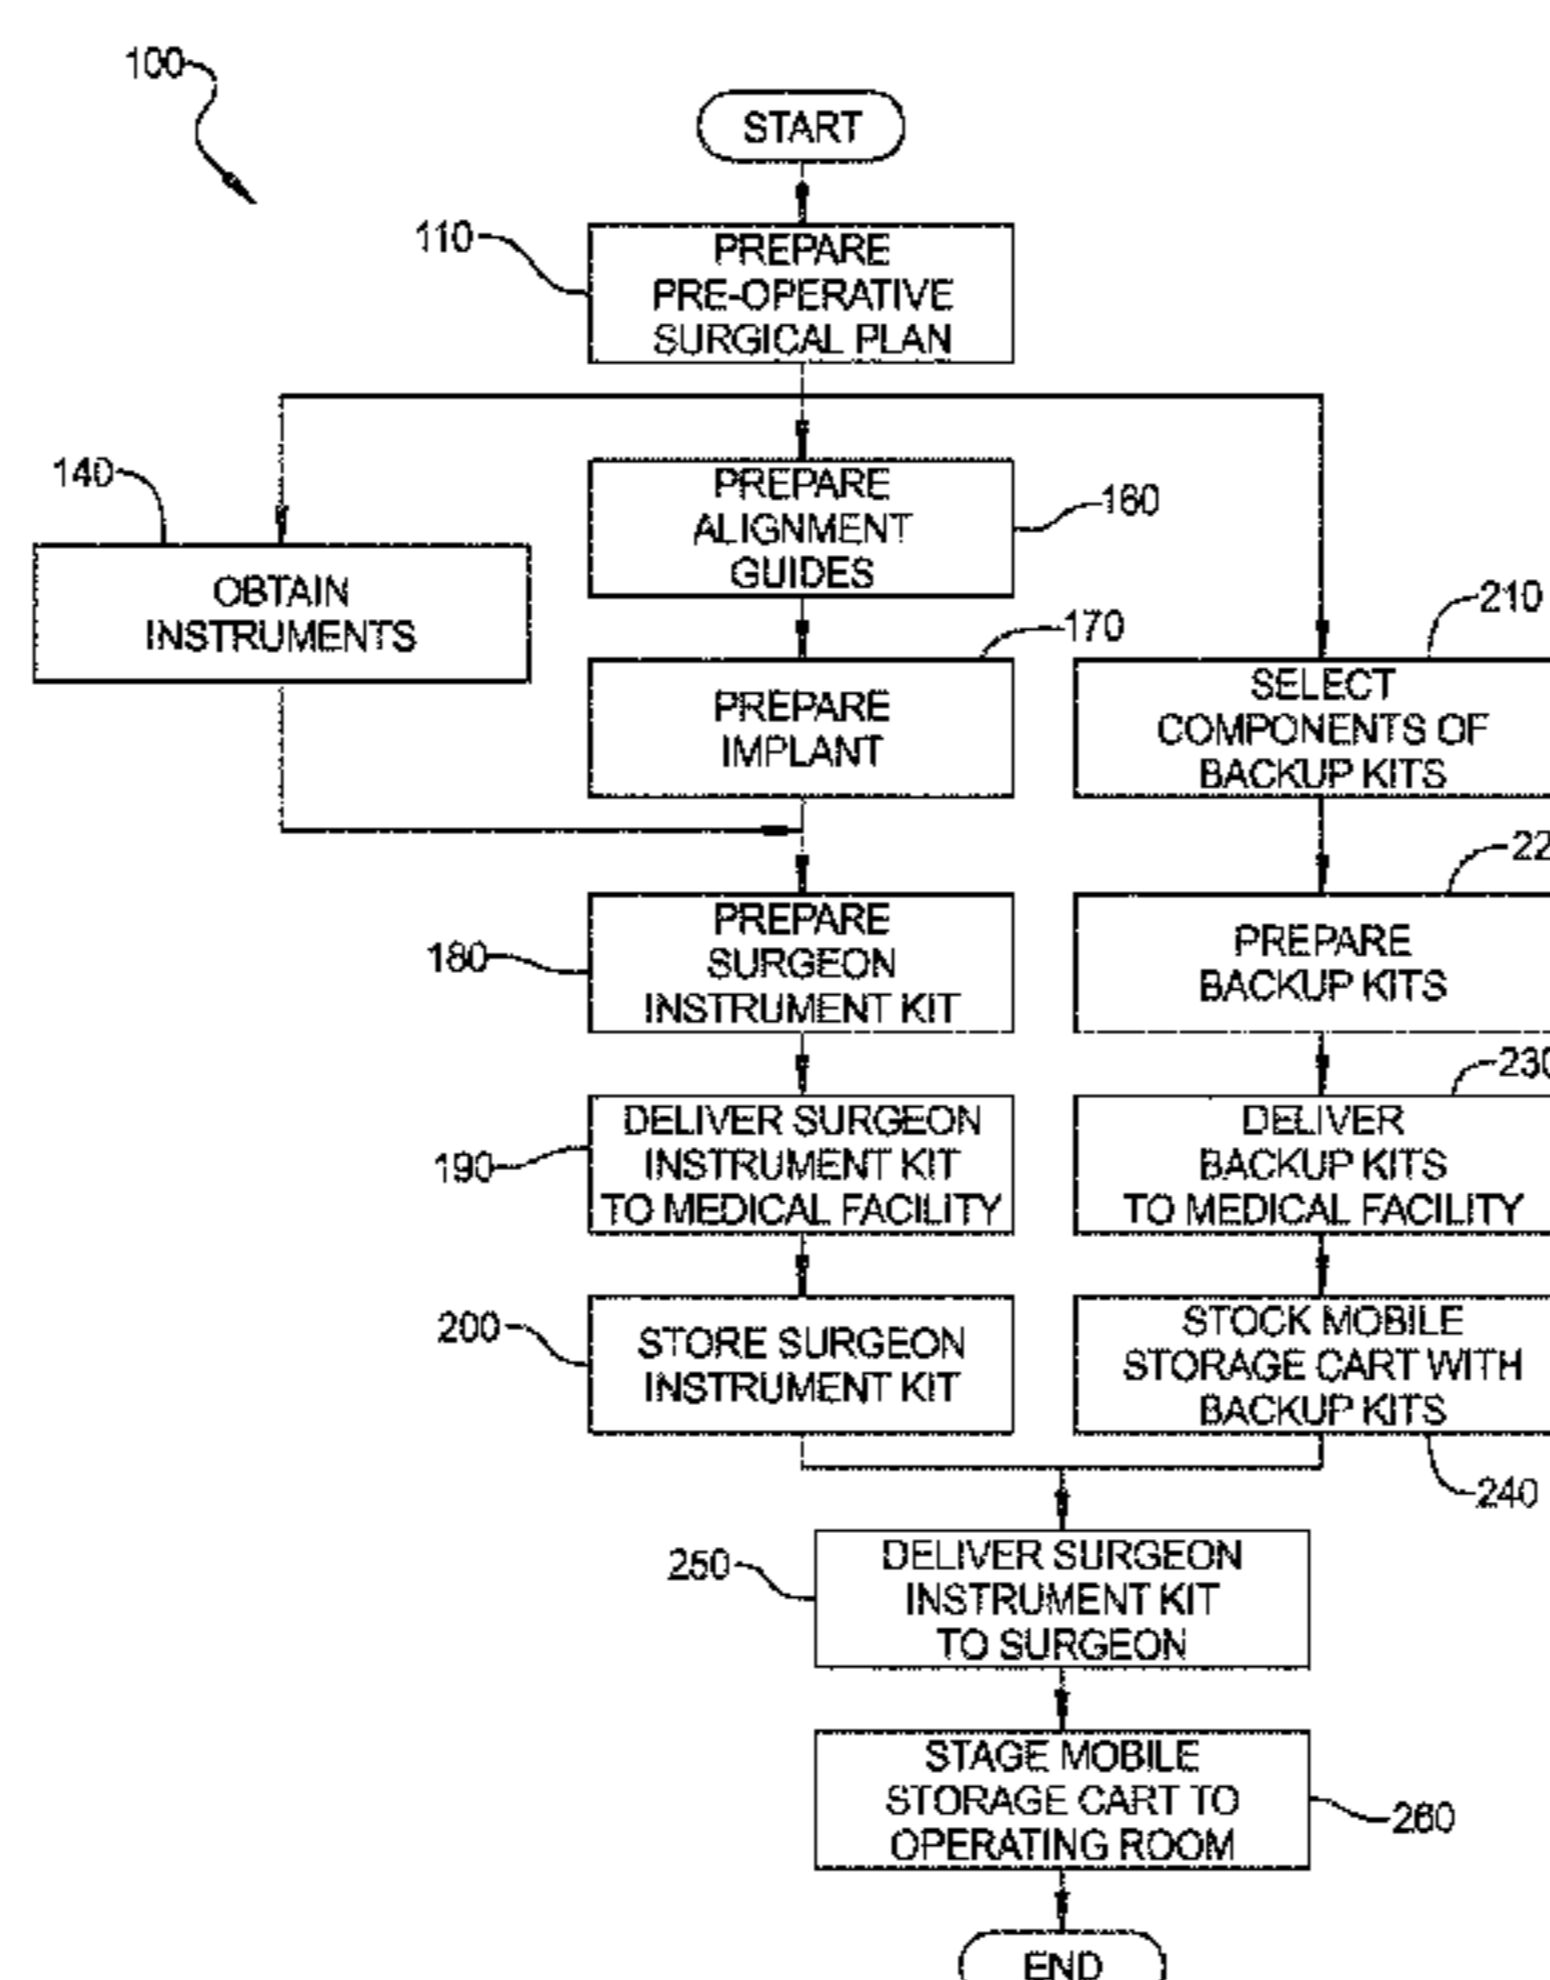 100
START
110
PREPARE
PRE-OPERATIVE
SURGICAL PLAN
140
OBTAIN
INSTRUMENTS
PREPARE
ALIGNMENT
GUIDES
160
170
PREPARE
IMPLANT
210
SELECT
COMPONENTS OF
BACKUP KITS
180
PREPARE
SURGEON
INSTRUMENT KIT
22
PREPARE
BACKUP KITS
190
DELIVER SURGEON
INSTRUMENT KIT
TO MEDICAL FACILITY
230
DELIVER
BACKUP KITS
TO MEDICAL FACILITY
200
STORE SURGEON
INSTRUMENT KIT
STOCK MOBILE
STORAGE CART WITH
BACKUP KITS
240
250
DELIVER SURGEON
INSTRUMENT KIT
TO SURGEON
STAGE MOBILE
STORAGE CART TO
OPERATING ROOM
260
END